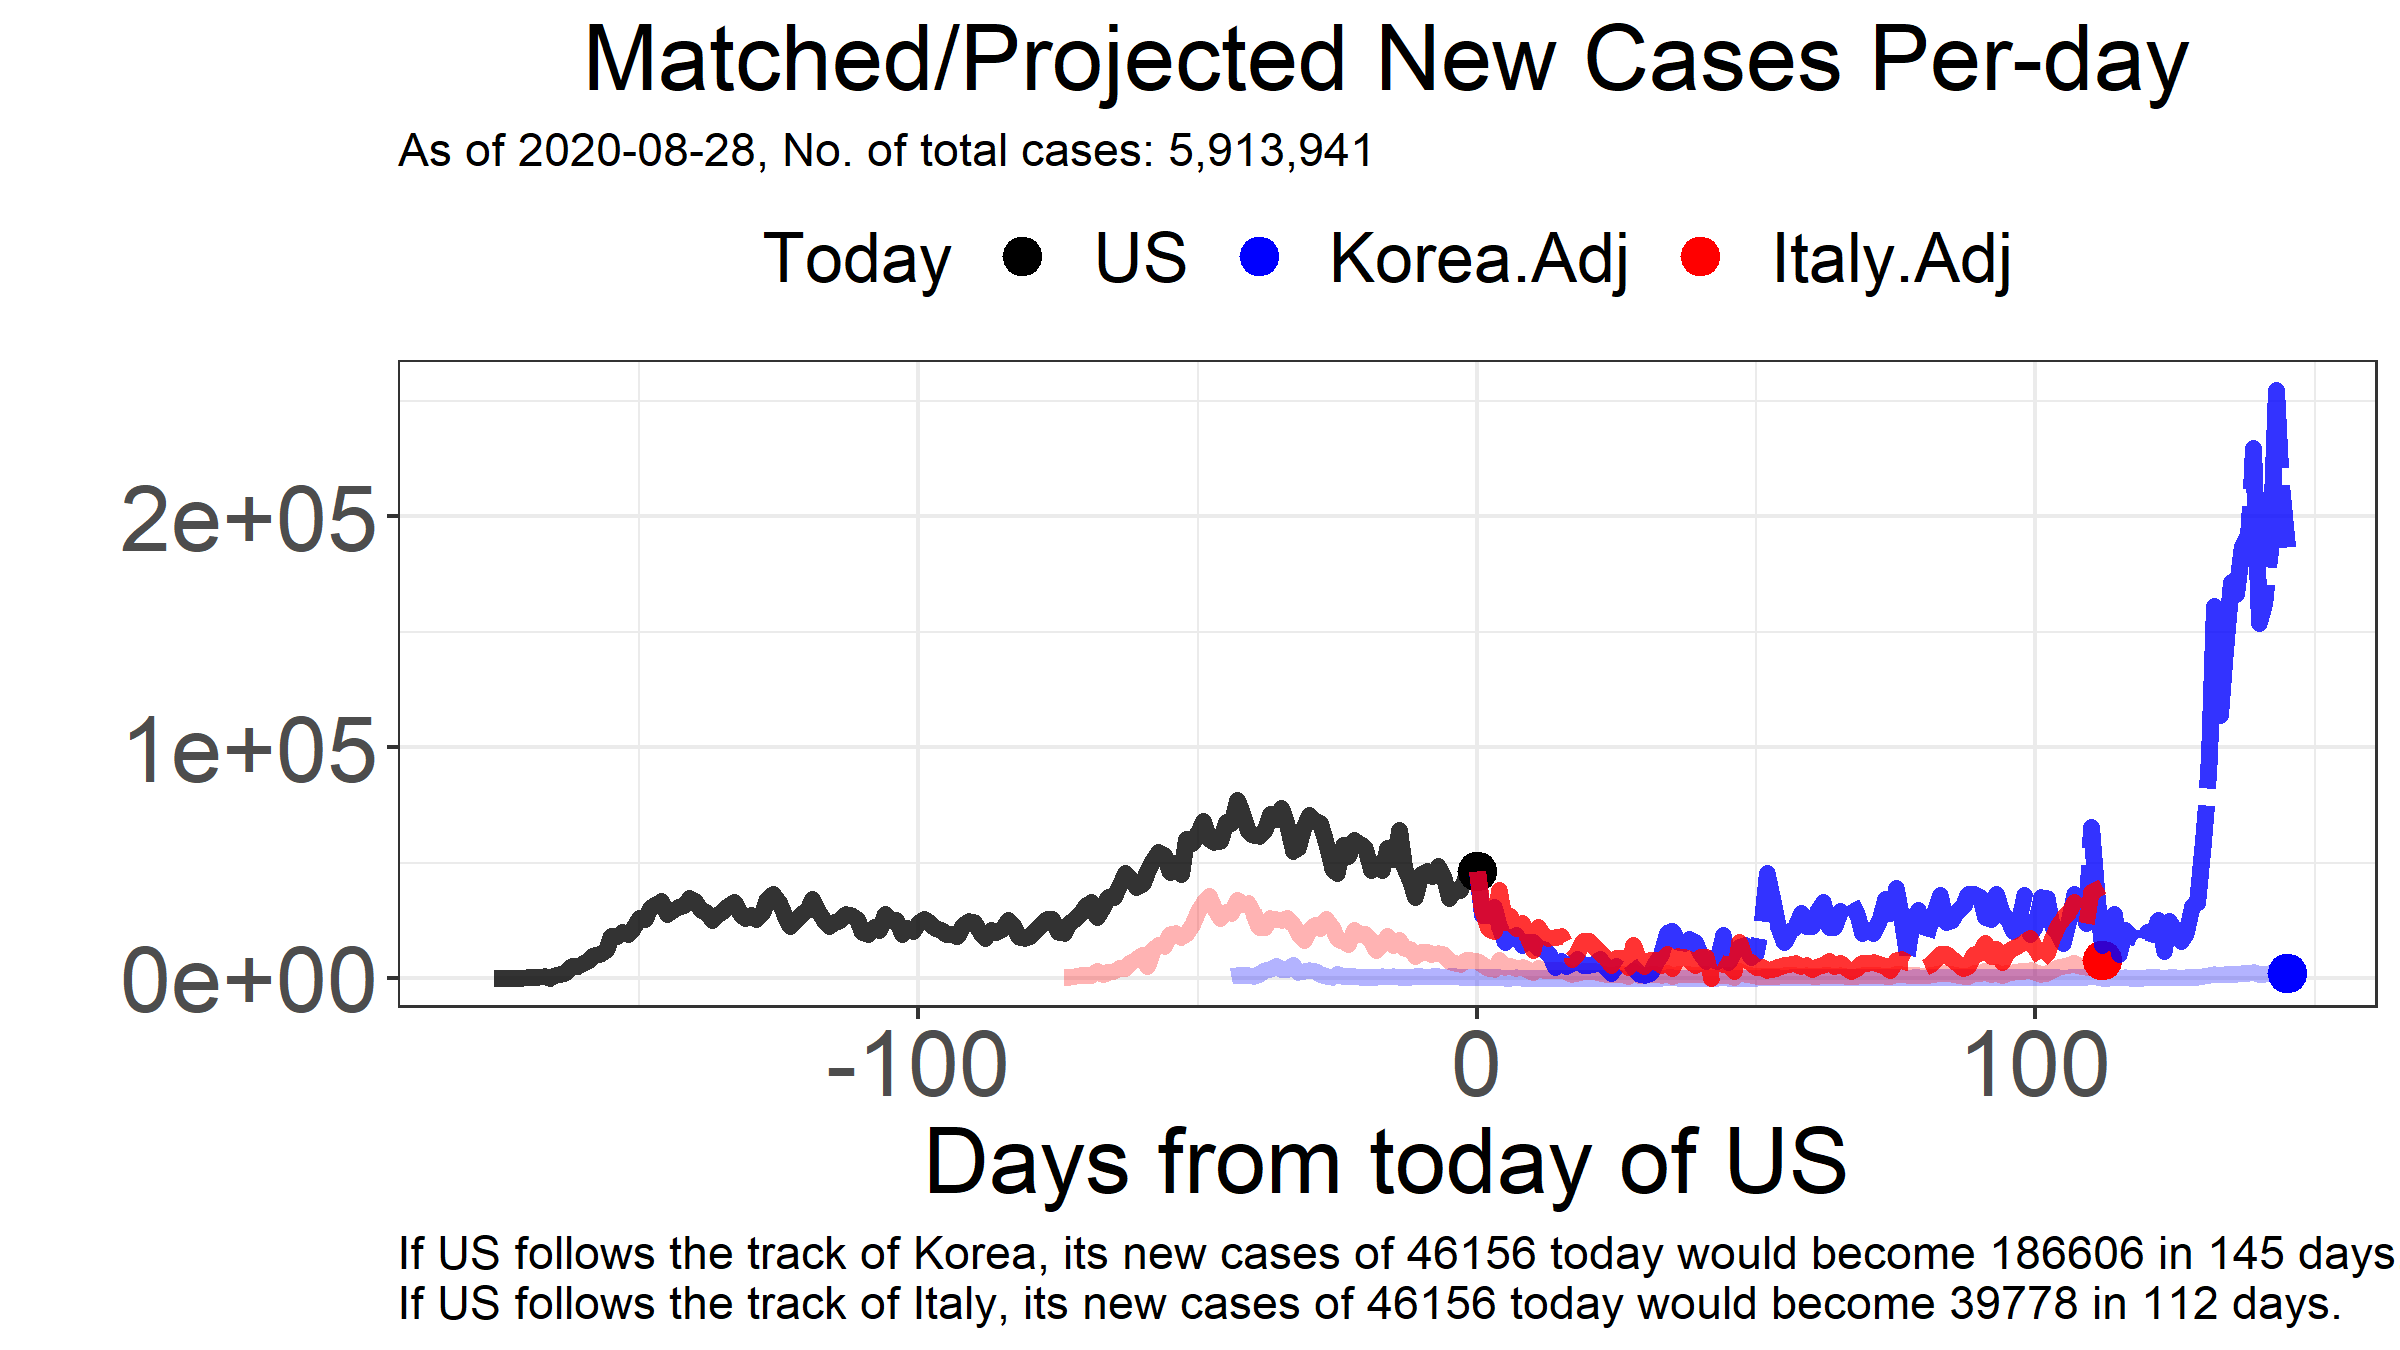 Matched/Projected New Cases Per-day
As of 2020-08-28, No. of total cases: 5,913,941
Today US Korea.Adj Italy.Adj
2e+05
1e+05
0e+00
-100 0 100
Days from today of US
If US follows the track of Korea, its new cases of 46156 today would become 186606 in 145 days
If US follows the track of Italy, its new cases of 46156 today would become 39778 in 112 days.